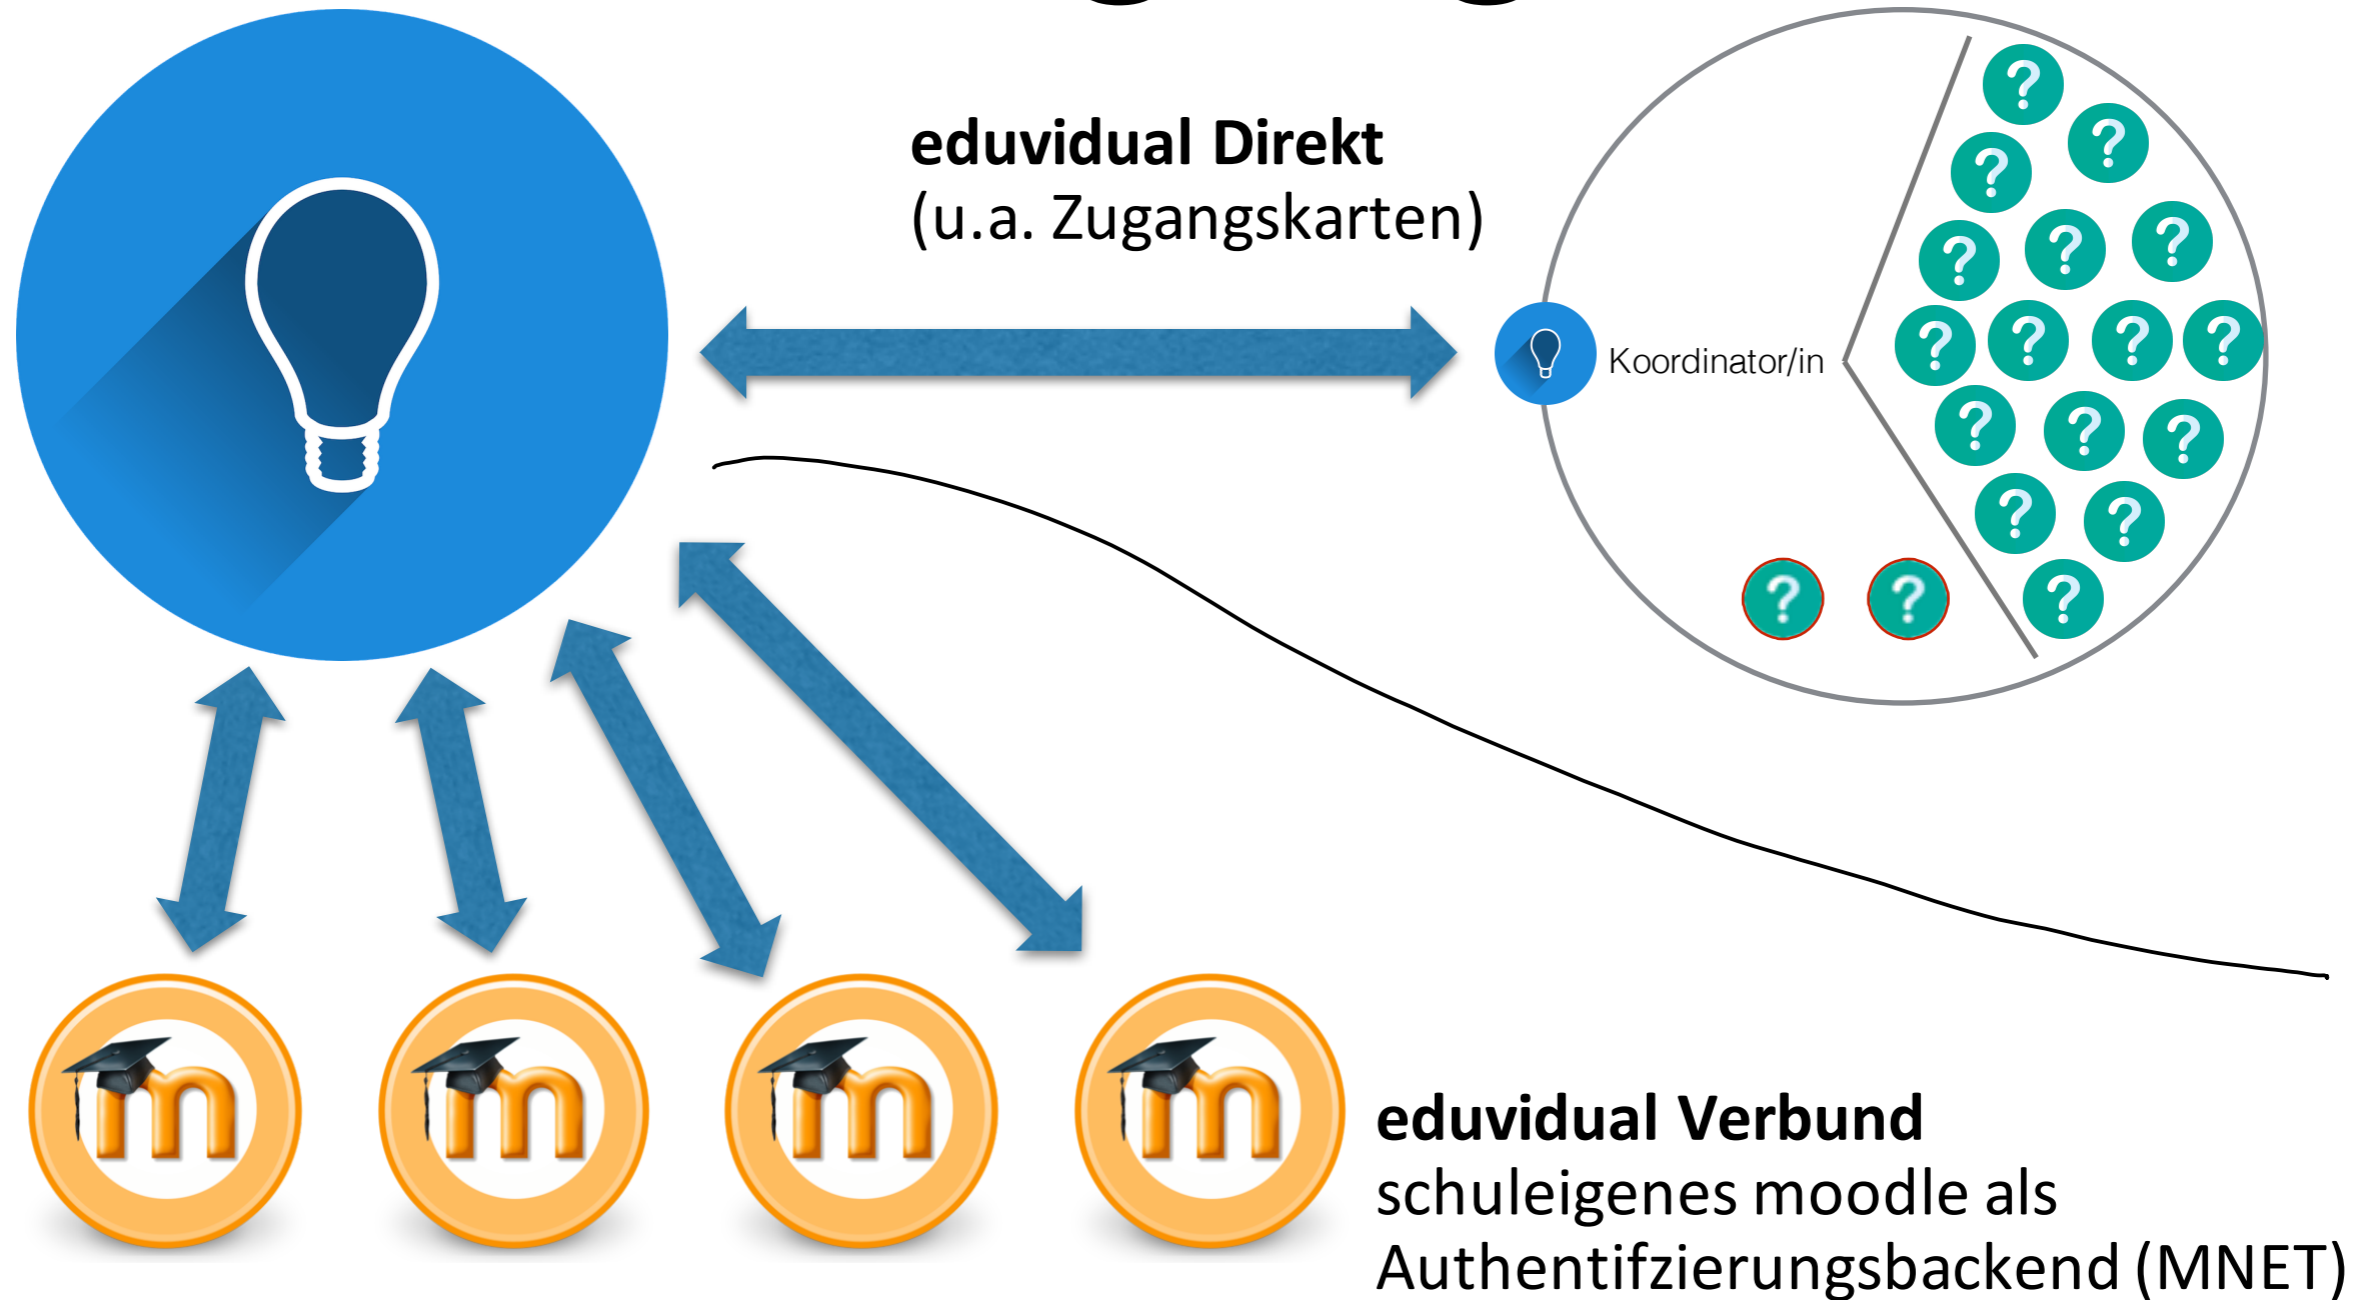 eduvidual Direkt
(u.a. Zugangskarten)
Koordinator/in
? ? ? ? ? ? ? ? ? ? ? ? ? ? ? ? ? ?
m m m m
eduvidual Verbund
schuleigenes moodle als
Authentifzierungsbackend (MNET)